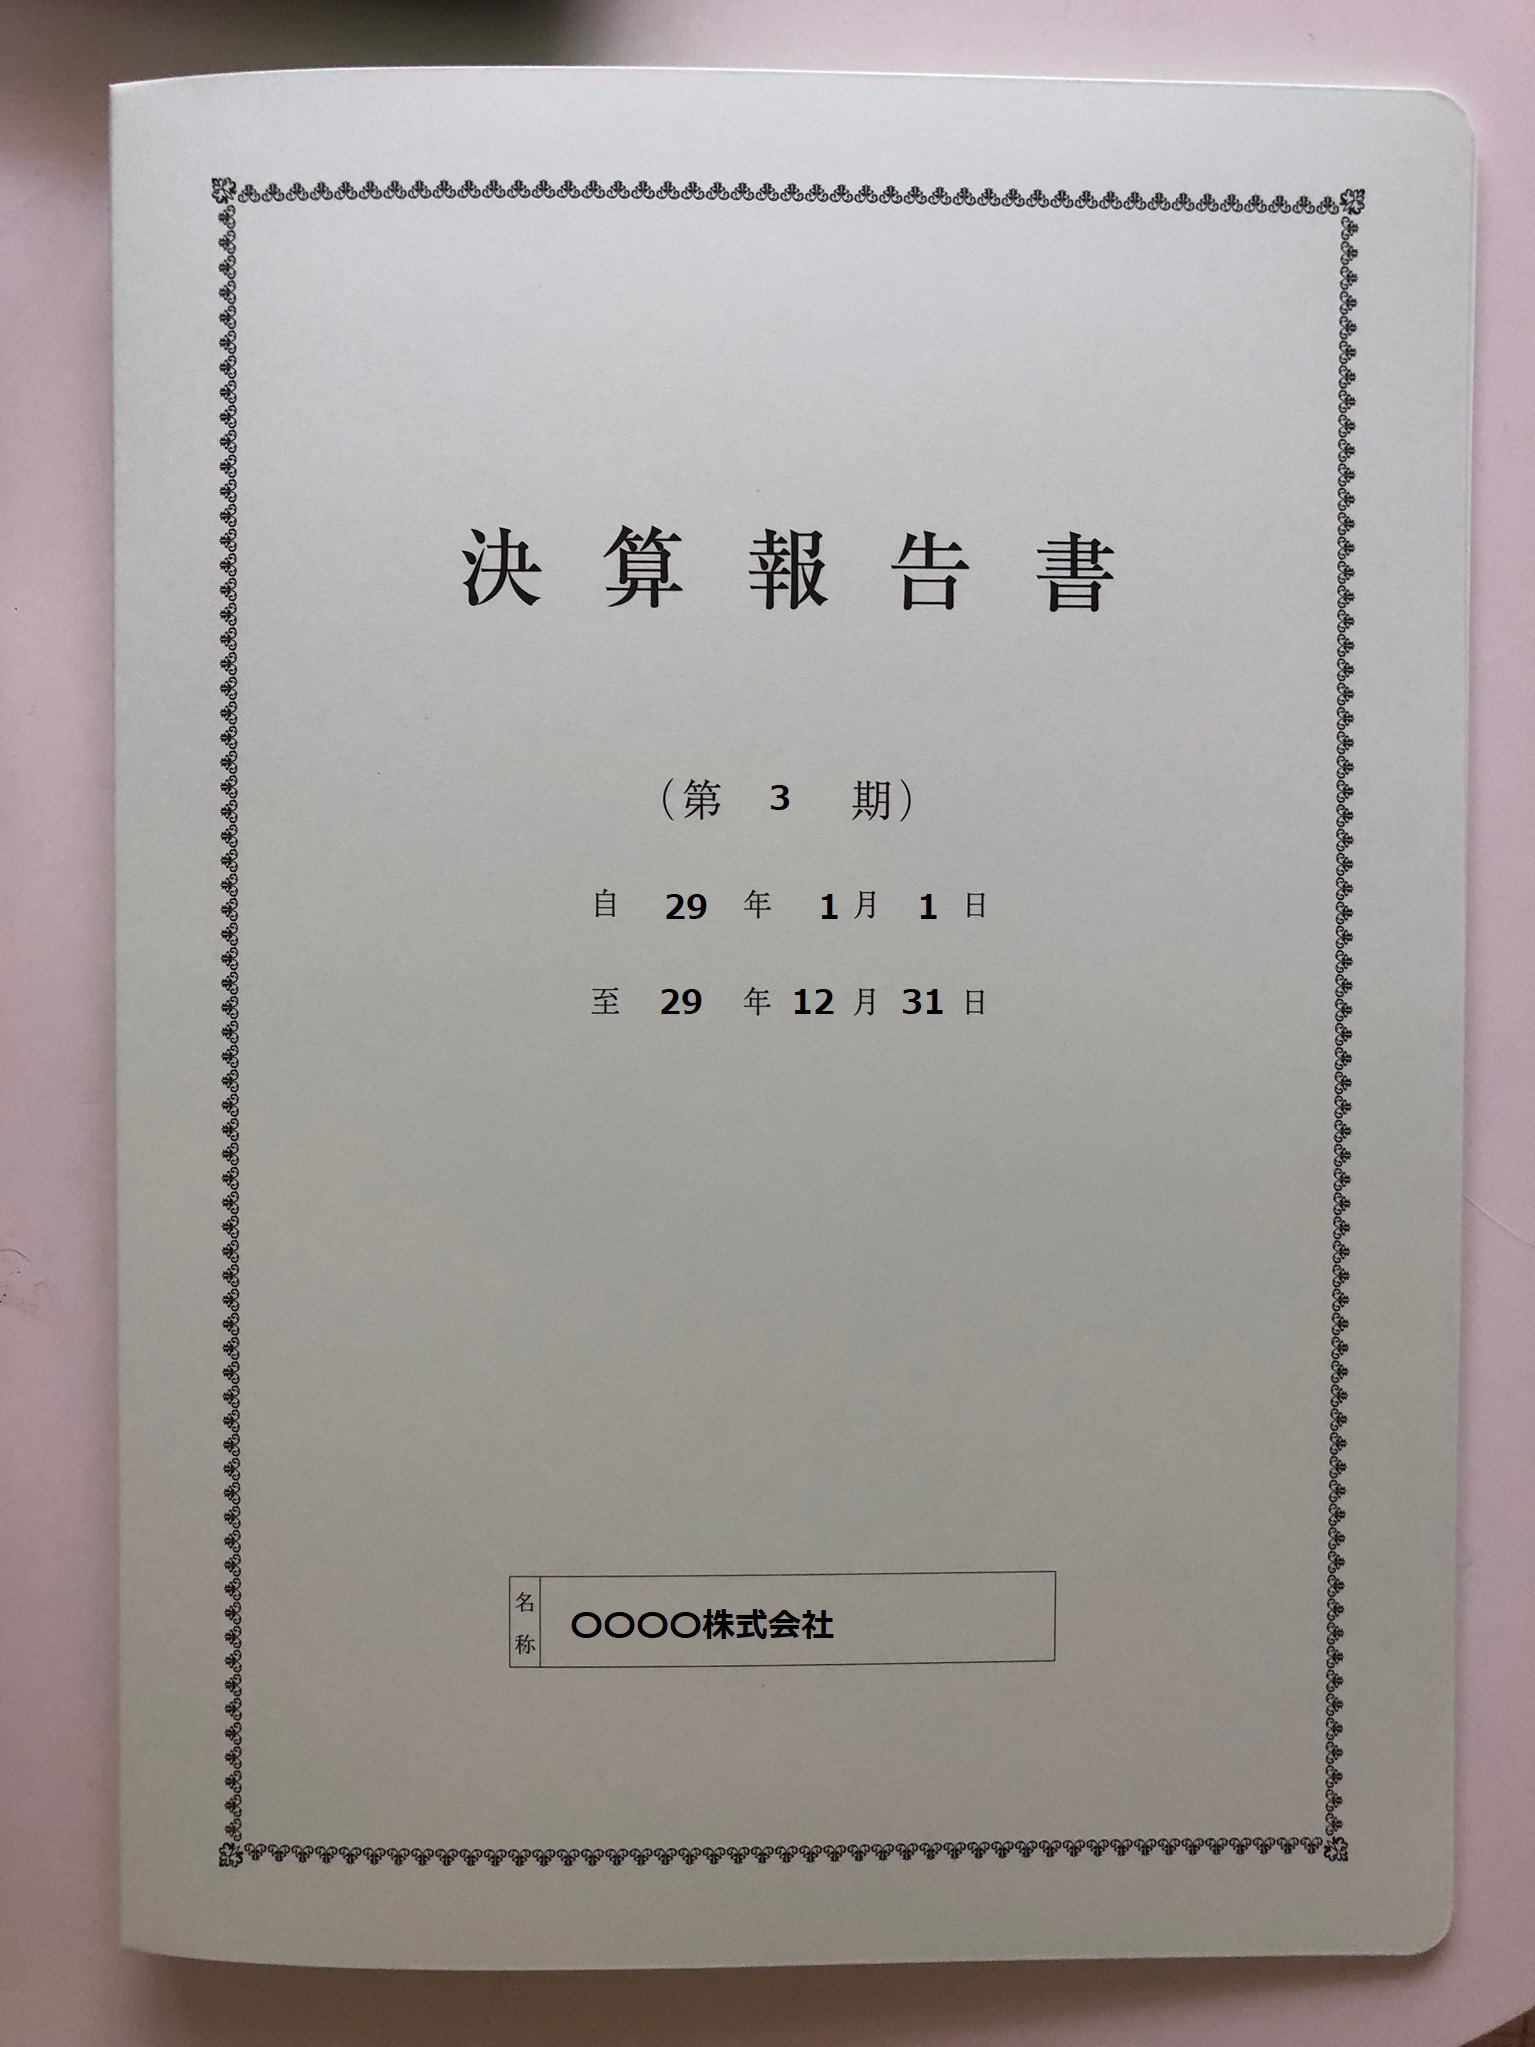 決算報告書
(第 3 期)
自 29 年 1 月 1 日
至 29 年 12 月 31 日
名称 〇〇〇〇株式会社